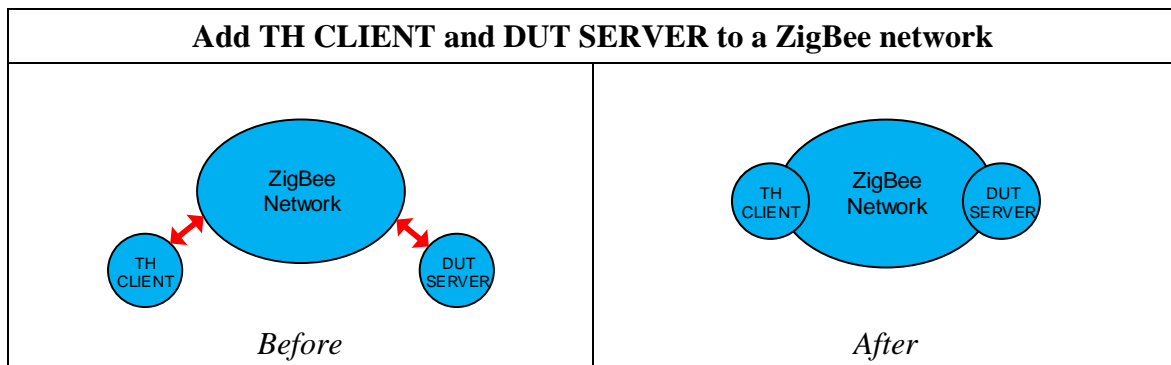 Add TH CLIENT and DUT SERVER to a ZigBee network
ZigBee
Network
TH
CLIENT
DUT
SERVER
Before
TH
CLIENT
ZigBee
Network
DUT
SERVER
After